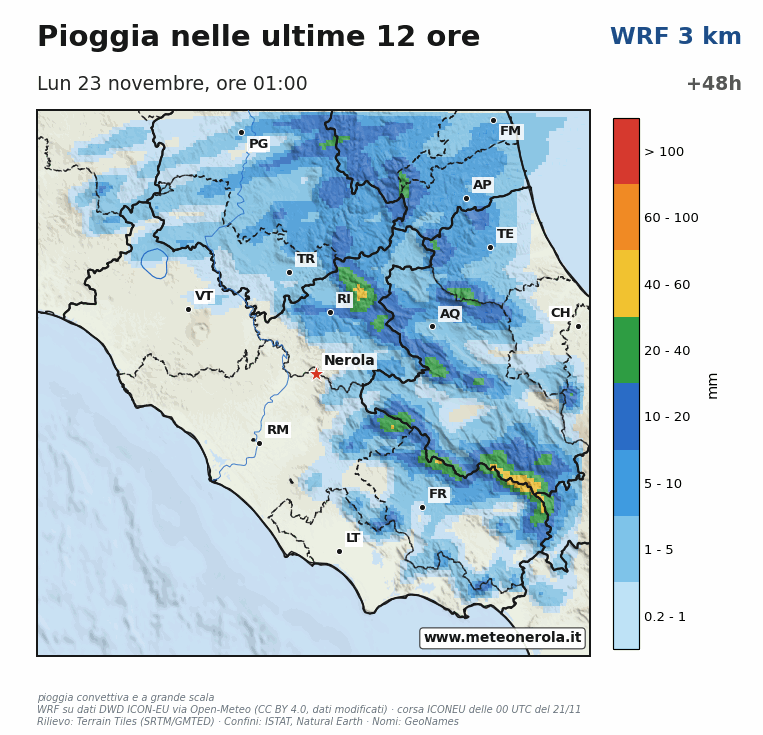 Pioggia nelle ultime 12 ore
WRF 3 km
Lun 23 novembre, ore 01:00
+48h
PG
FM
AP
TE
TR
VT
RI
AQ
CH
Nerola
RM
FR
LT
www.meteonerola.it
> 100
60 - 100
40 - 60
20 - 40
10 - 20
5 - 10
1 - 5
0.2 - 1
mm
pioggia convettiva e a grande scala
WRF su dati DWD ICON-EU via Open-Meteo (CC BY 4.0, dati modificati) · corsa ICONEU delle 00 UTC del 21/11
Rilievo: Terrain Tiles (SRTM/GMTED) · Confini: ISTAT, Natural Earth · Nomi: GeoNames